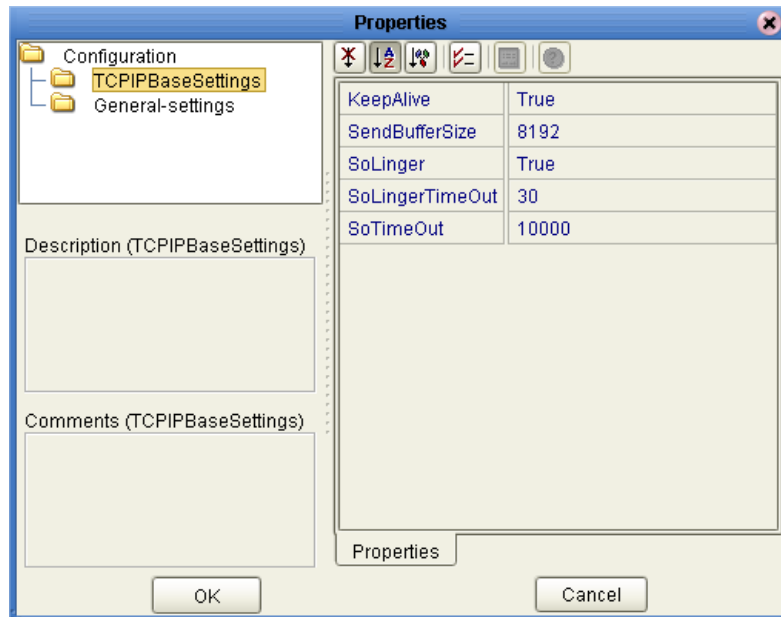 Properties
Configuration
TCPIPBaseSettings
General-settings
Description (TCPIPBaseSettings)
Comments (TCPIPBaseSettings)
KeepAlive True
SendBufferSize 8192
SoLinger True
SoLingerTimeOut 30
SoTimeOut 10000
Properties
OK
Cancel